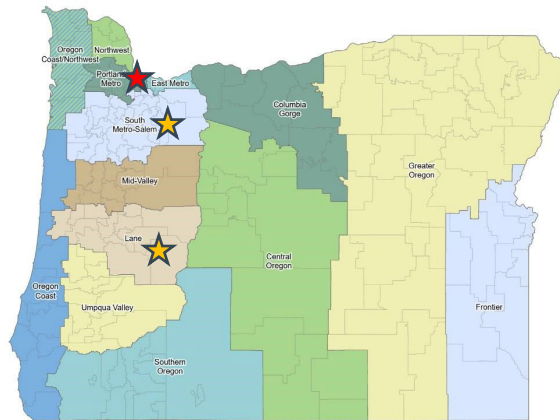 Oregon
Coast/Northwest
Northwest
Metro
East Metro
South
Metro-Salem
Columbia
Gorge
Greater
Oregon
Mid-Valley
Lane
Central
Oregon
Oregon
Coast
Umpqua Valley
Frontier
Southern
Oregon